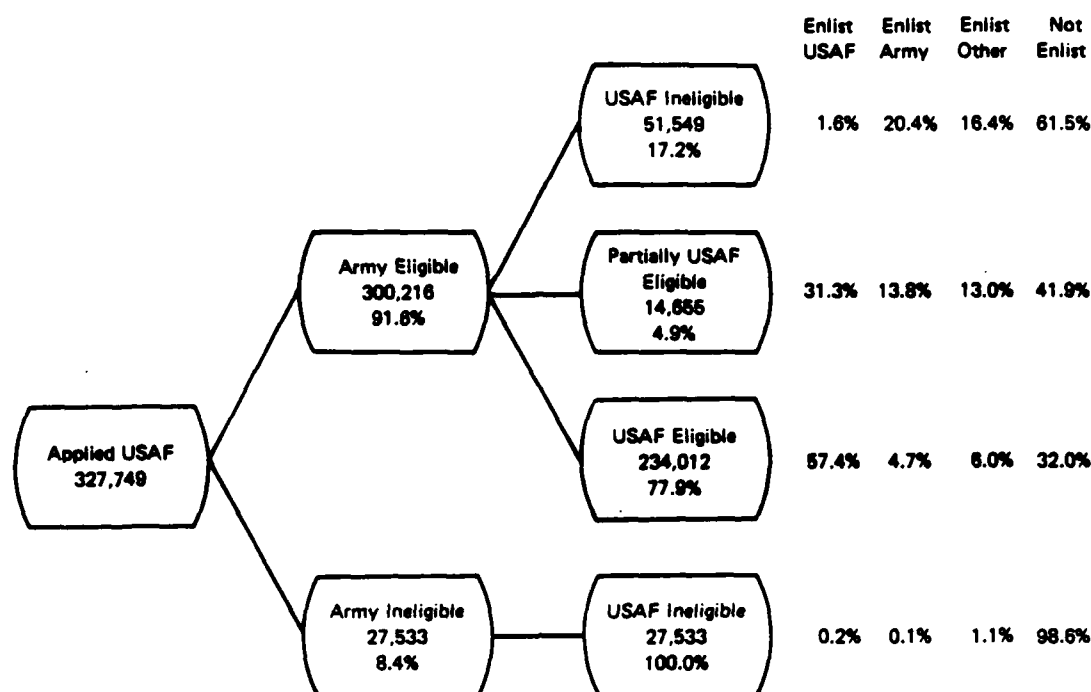 Enlist Enlist Enlist Not
USAF Army Other Enlist
USAF Ineligible
51,549
17.2%
1.6% 20.4% 16.4% 61.5%
Army Eligible
300,216
91.6%
Partially USAF
Eligible
14,655
4.9%
31.3% 13.8% 13.0% 41.9%
Applied USAF
327,749
USAF Eligible
234,012
77.9%
57.4% 4.7% 6.0% 32.0%
Army Ineligible
27,533
8.4%
USAF Ineligible
27,533
100.0%
0.2% 0.1% 1.1% 98.6%